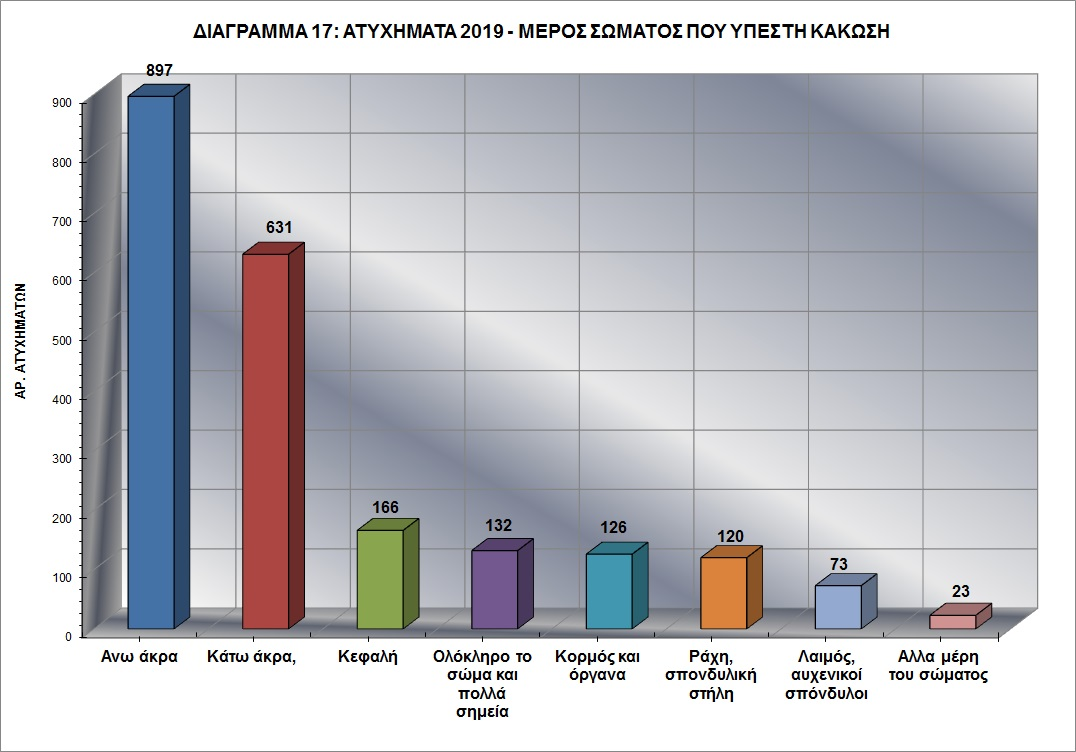 ΔΙΑΓΡΑΜΜΑ 17: ΑΤΥΧΗΜΑΤΑ 2019 - ΜΕΡΟΣ ΣΩΜΑΤΟΣ ΠΟΥ ΥΠΕΣΤΗ ΚΑΚΩΣΗ
ΑΡ. ΑΤΥΧΗΜΑΤΩΝ
900
800
700
600
500
400
300
200
100
0
897
631
166
132
126
120
73
23
Ανω άκρα
Κάτω άκρα,
Κεφαλή
Ολόκληρο το
σώμα και
πολλά
σημεία
Κορμός και
όργανα
Ράχη,
σπονδυλική
στήλη
Λαιμός,
αυχενικοί
σπόνδυλοι
Αλλα μέρη
του σώματος